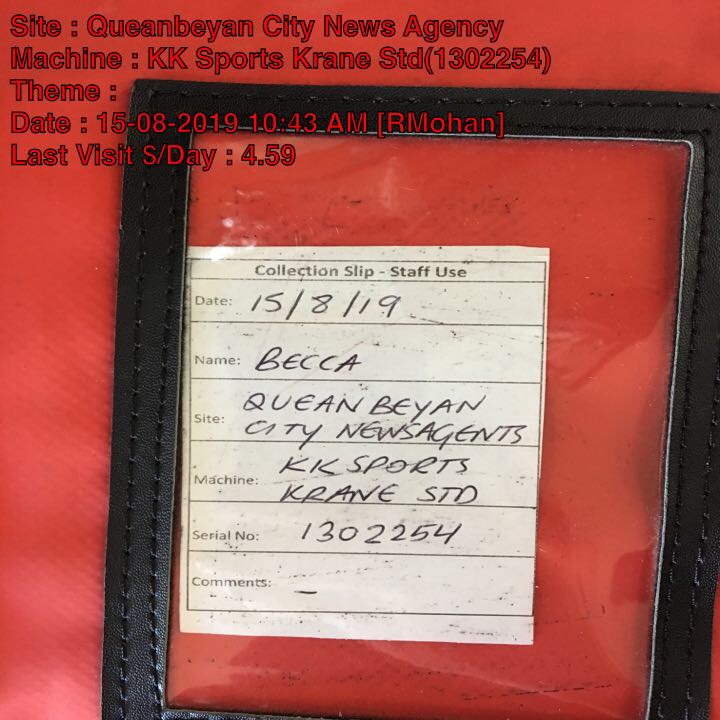 Site : Queanbeyan City News Agency
Machine : KK Sports Krane Std(1302254)
Theme :
Date : 15-08-2019 10:43 AM [RMohan]
Last Visit S/Day : 4.59
Collection Slip - Staff Use
Date: 15/8/19
Name: BECCA
Site: QUEANBEYAN
CITY NEWSAGENTS
Machine: KK SPORTS
KRANE STD
Serial No: 1302254
Comments: –